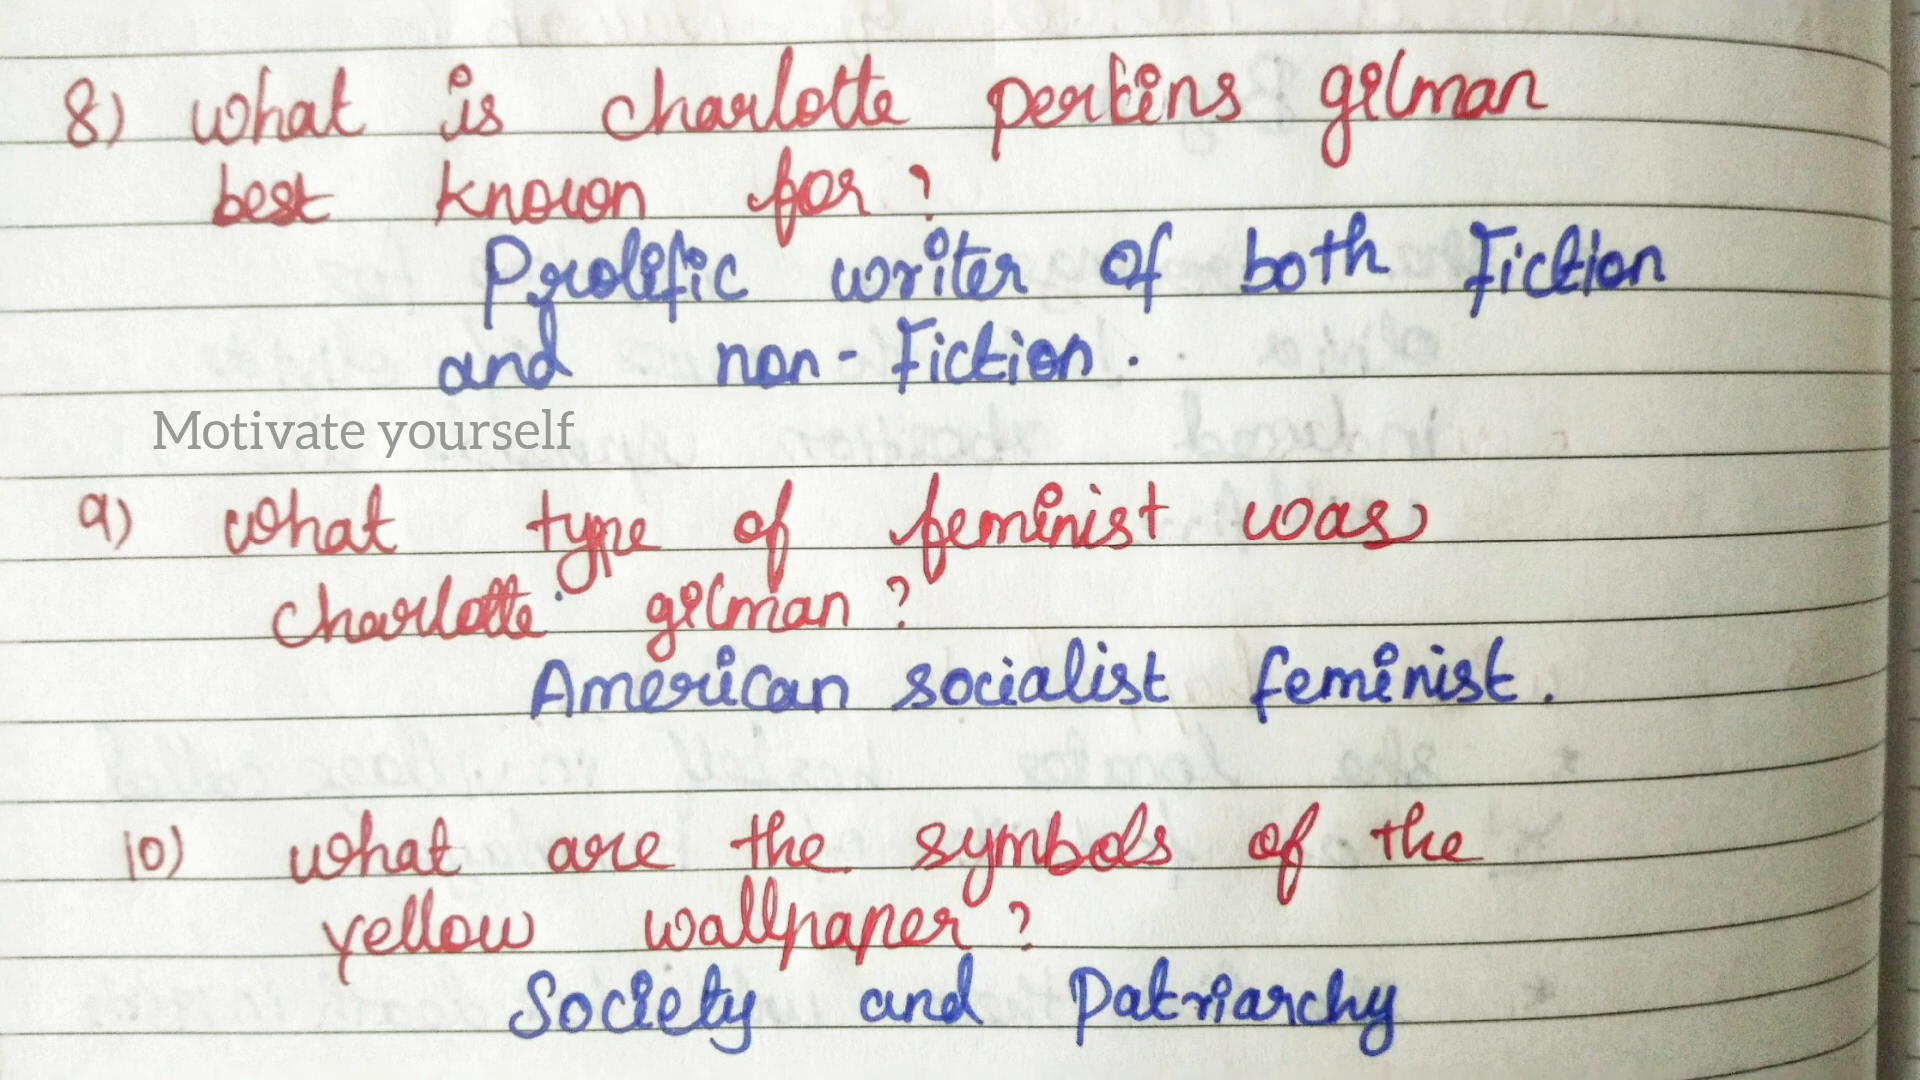 8) what is charlotte perkins gilman
best known for?
Prolific writer of both Fiction
and non-Fiction.
Motivate yourself
9) what type of feminist was
charlotte gilman?
American socialist feminist.
10) what are the symbols of the
yellow wallpaper?
Society and Patriarchy